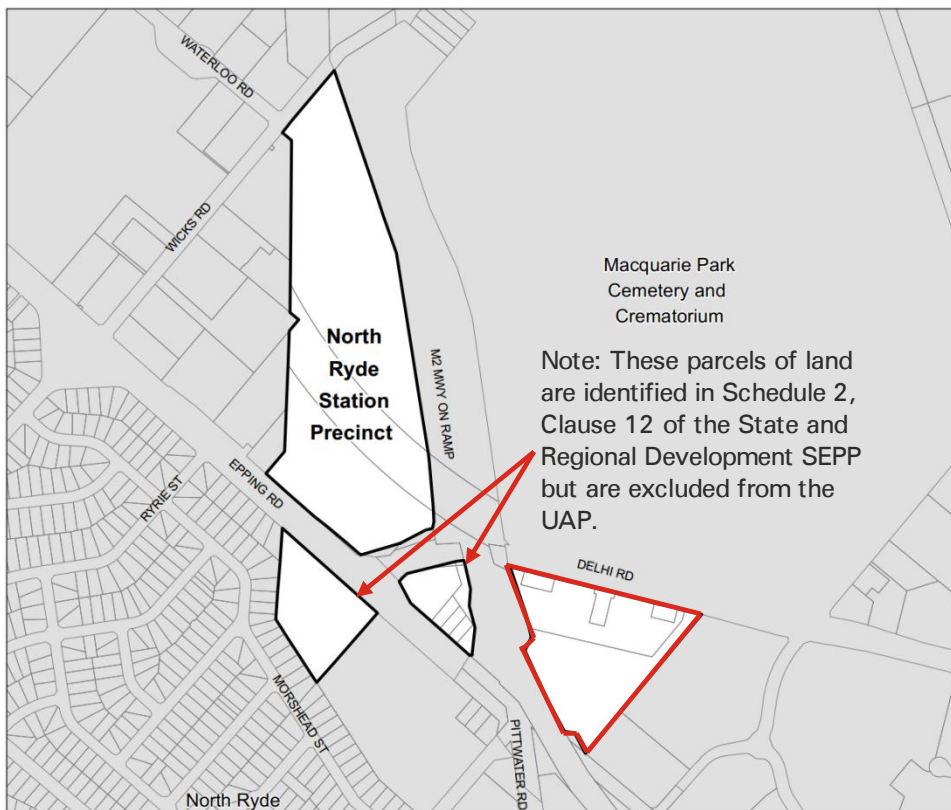 WATERLOO RD
WICKS RD
Macquarie Park
Cemetery and
Crematorium
North
Ryde
Station
Precinct
M2 MWY ON RAMP
Note: These parcels of land
are identified in Schedule 2,
Clause 12 of the State and
Regional Development SEPP
but are excluded from the
UAP.
EPPING RD
RYRIE ST
DELHI RD
MORSHEAD ST
PITTWATER RD
North Ryde